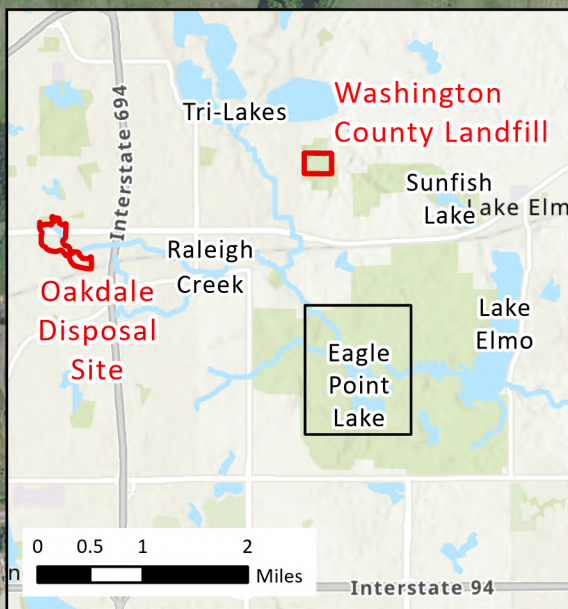 Tri-Lakes
Washington
County Landfill
Interstate 694
Sunfish
Lake
Lake Elm
Raleigh
Creek
Oakdale
Disposal
Site
Lake
Elmo
Eagle
Point
Lake
0 0.5 1 2
Miles
n
Interstate 94